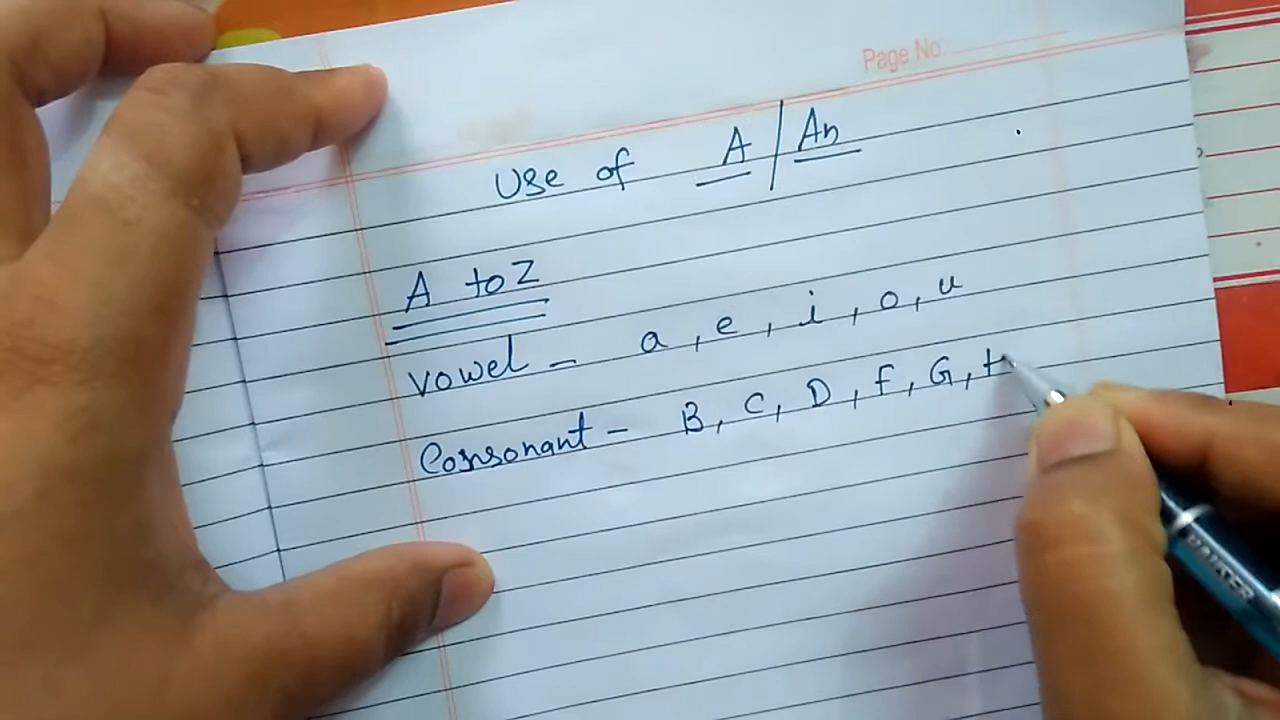 Page No
Use of A / An
A to Z
Vowel - a, e, i, o, u
Consonant - B, C, D, F, G, H